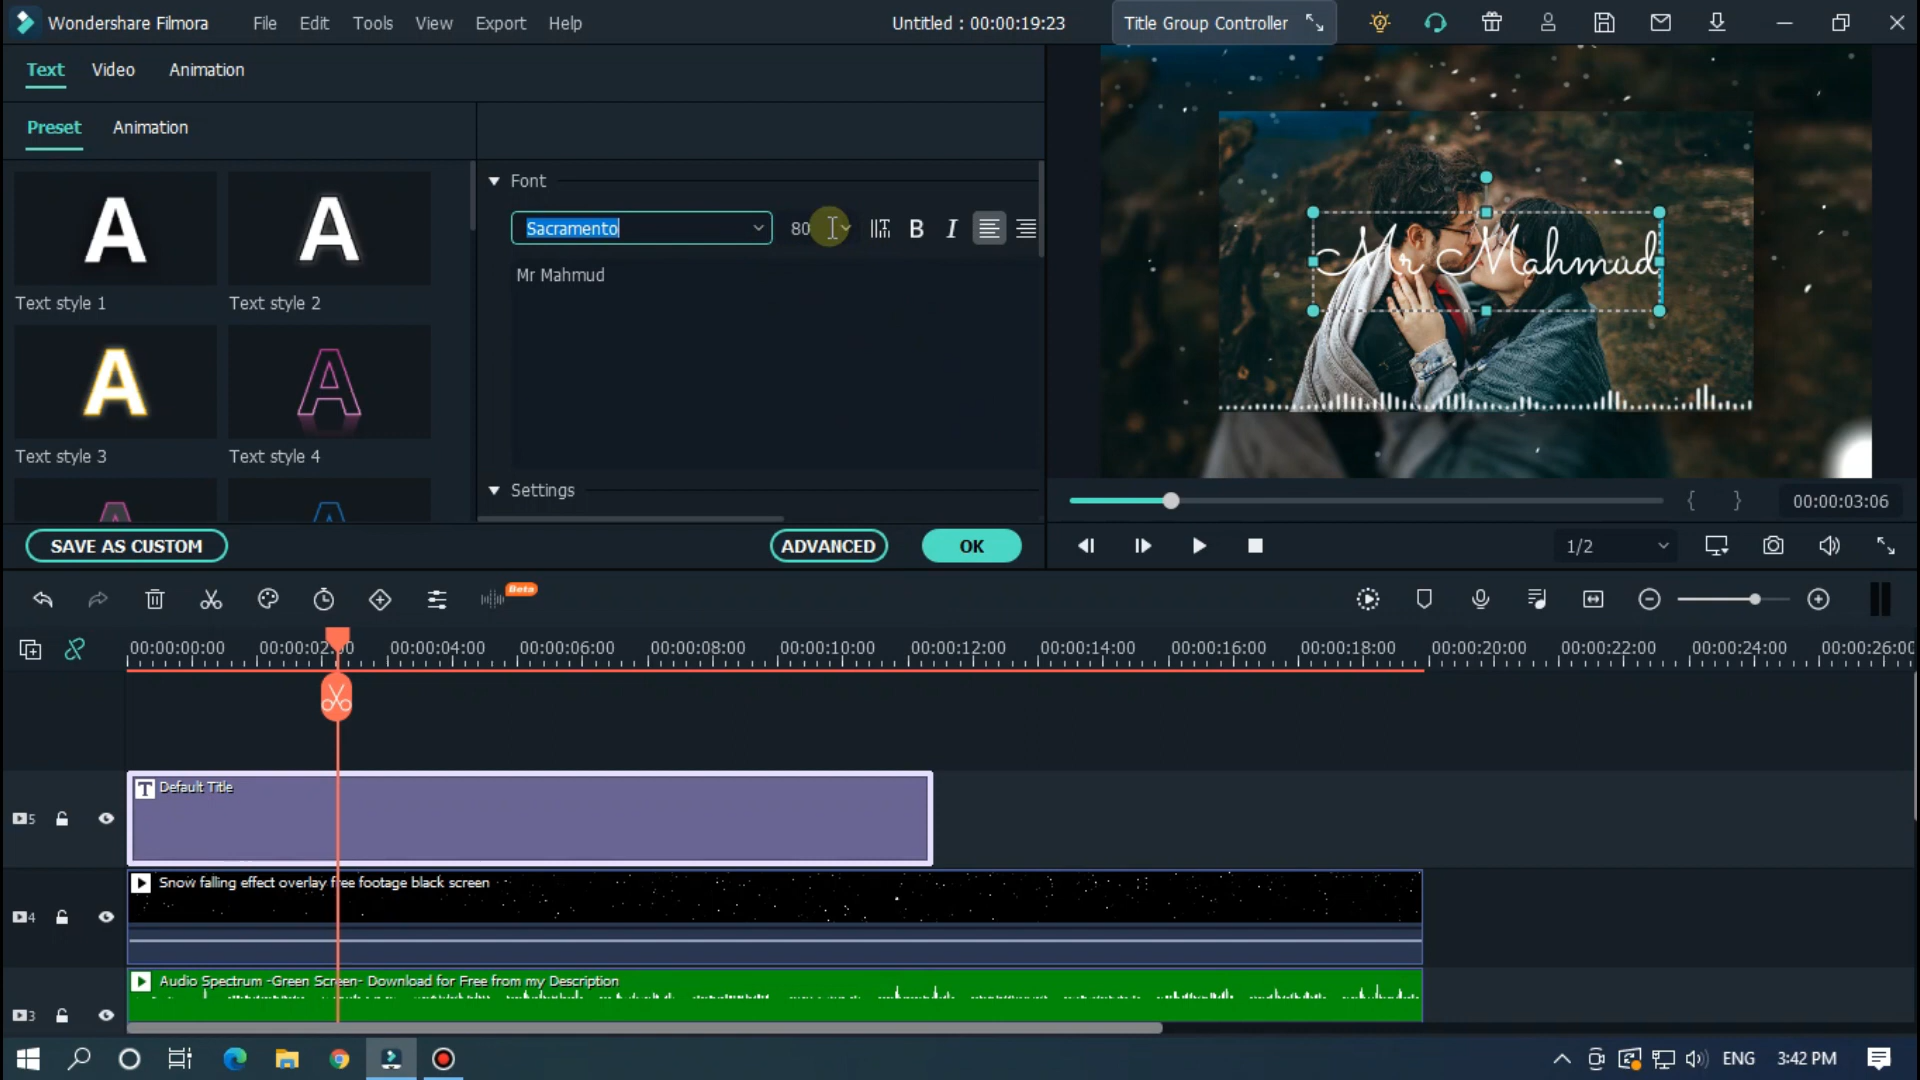 Wondershare Filmora File Edit Tools View Export Help Untitled : 00:00:19:23 Title Group Controller
Text Video Animation
Preset Animation
Font
Sacramento 80 B I
Mr Mahmud
A A
Text style 1 Text style 2
A A
Text style 3 Text style 4
Settings
SAVE AS CUSTOM ADVANCED OK
Mr Mahmud
{ } 00:00:03:06
1/2
Beta
00:00:00:00 00:00:04:00 00:00:06:00 00:00:08:00 00:00:10:00 00:00:12:00 00:00:14:00 00:00:16:00 00:00:18:00 00:00:20:00 00:00:22:00 00:00:24:00 00:00:26:00
T Default Title
5
Snow falling effect overlay free footage black screen
4
Audio Spectrum -Green Screen- Download for Free from my Description
3
ENG 3:42 PM